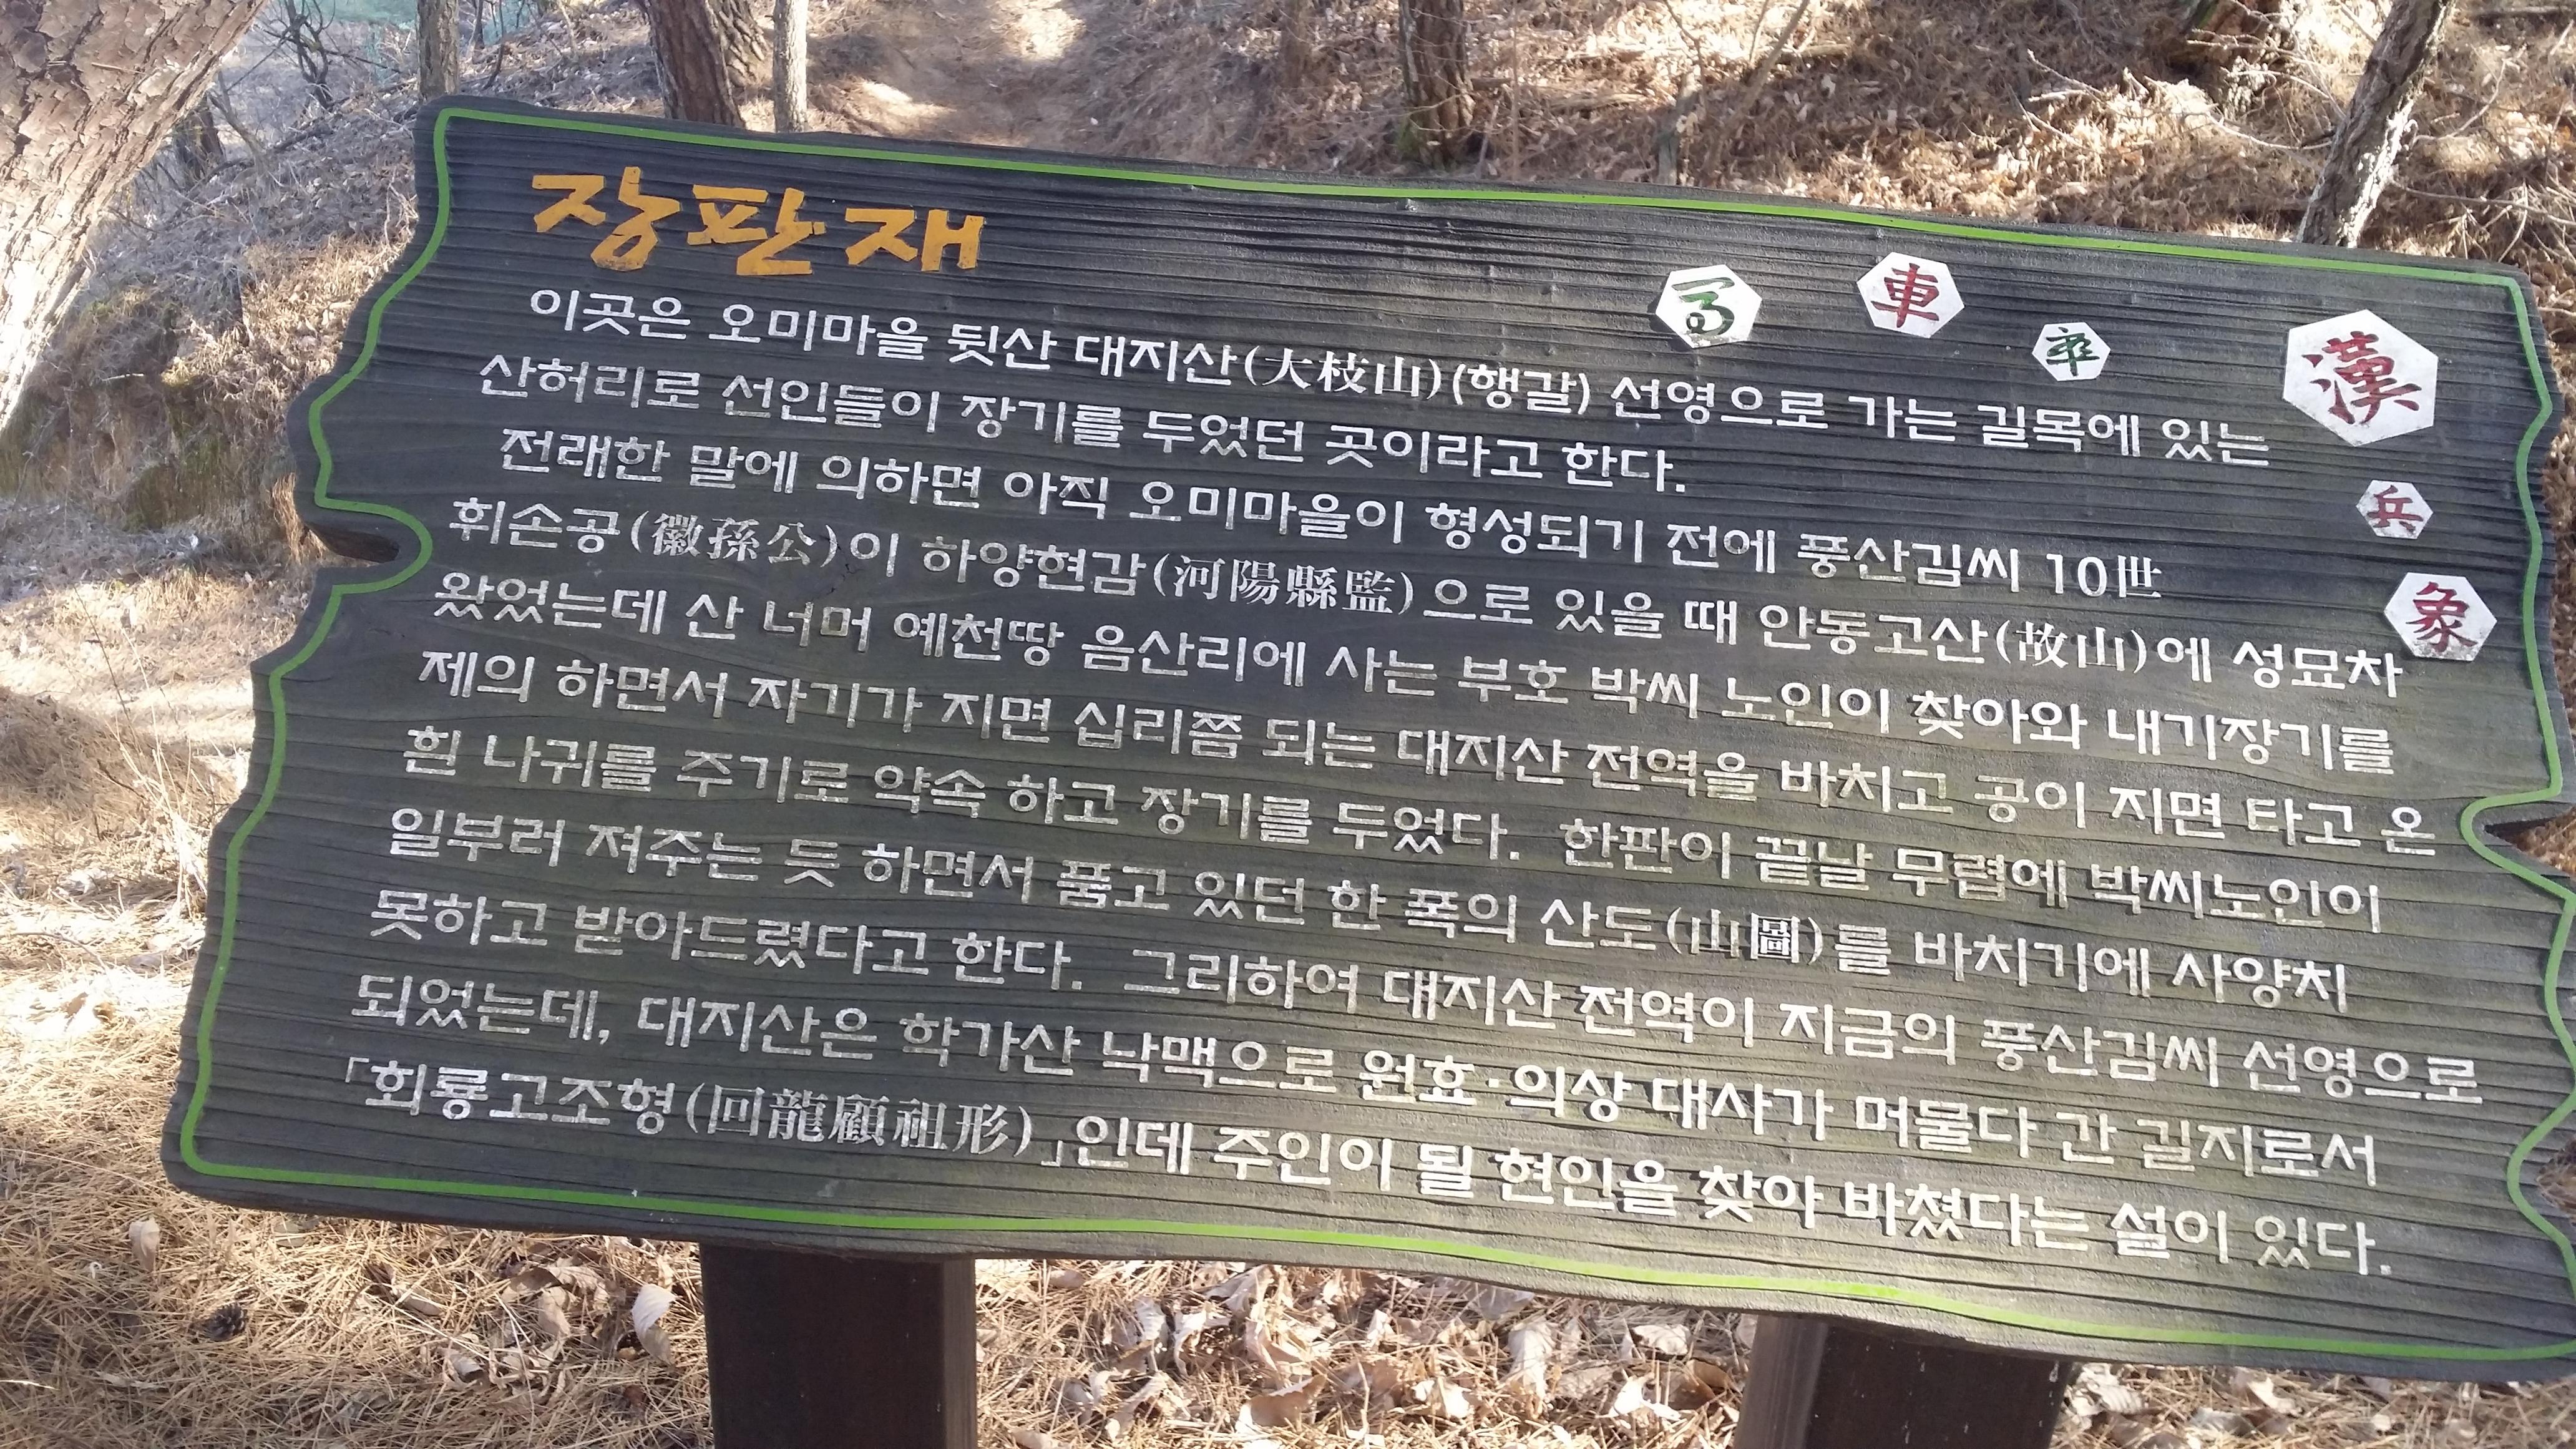 장판재
馬 車 卒 漢
兵
象
이곳은 오미마을 뒷산 대지산(大枝山)(행갈) 선영으로 가는 길목에 있는
산허리로 선인들이 장기를 두었던 곳이라고 한다.
전래한 말에 의하면 아직 오미마을이 형성되기 전에 풍산김씨 10世
휘손공(徽孫公)이 하양현감(河陽縣監)으로 있을 때 안동고산(故山)에 성묘차
왔었는데 산 너머 예천땅 음산리에 사는 부호 박씨 노인이 찾아와 내기장기를
제의 하면서 자기가 지면 십리쯤 되는 대지산 전역을 바치고 공이 지면 타고 온
흰 나귀를 주기로 약속 하고 장기를 두었다. 한판이 끝날 무렵에 박씨노인이
일부러 져주는 듯 하면서 품고 있던 한 폭의 산도(山圖)를 바치기에 사양치
못하고 받아드렸다고 한다. 그리하여 대지산 전역이 지금의 풍산김씨 선영으로
되었는데, 대지산은 학가산 낙맥으로 원효·의상 대사가 머물다 간 길지로서
「회룡고조형(回龍顧祖形)」인데 주인이 될 현인을 찾아 바쳤다는 설이 있다.